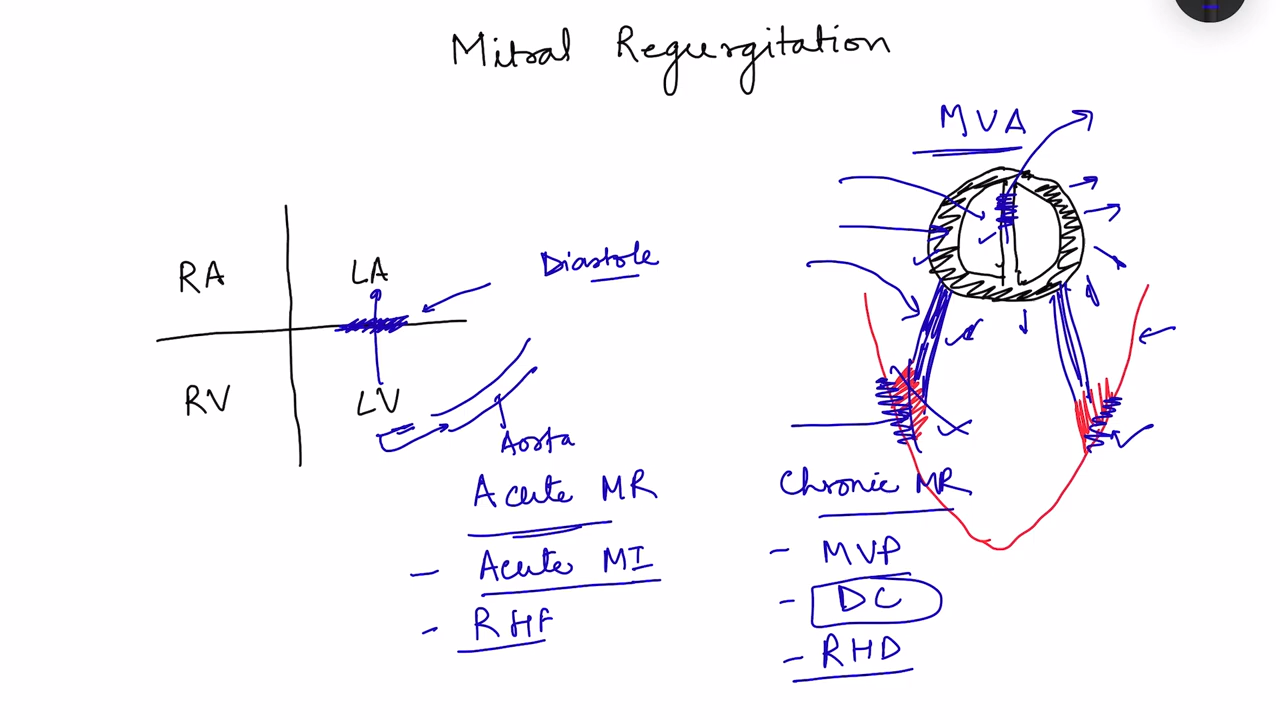 Mitral Regurgitation
MVA
RA
LA
Diastole
RV
LV
Aorta
Acute MR
- Acute MI
- RHF
Chronic MR
- MVP
- DC
- RHD